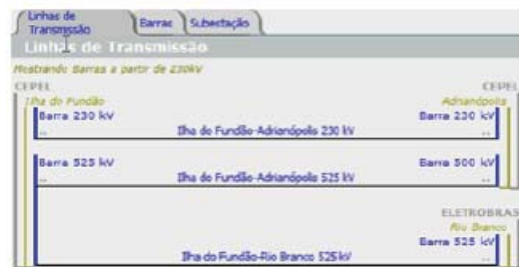 Linhas de
Transmissão
Barras
Subestação
Linhas de Transmissão
Mostrando Barras a partir de 230kV
CEPEL
CEPEL
Ilha do Fundão
Adrianópolis
Barra 230 kV
Barra 230 kV
..
..
Ilha do Fundão-Adrianópolis 230 kV
Barra 525 kV
Barra 500 kV
..
..
Ilha do Fundão-Adrianópolis 525 kV
ELETROBRAS
Rio Branco
Barra 525 kV
..
Ilha do Fundão-Rio Branco 525 kV